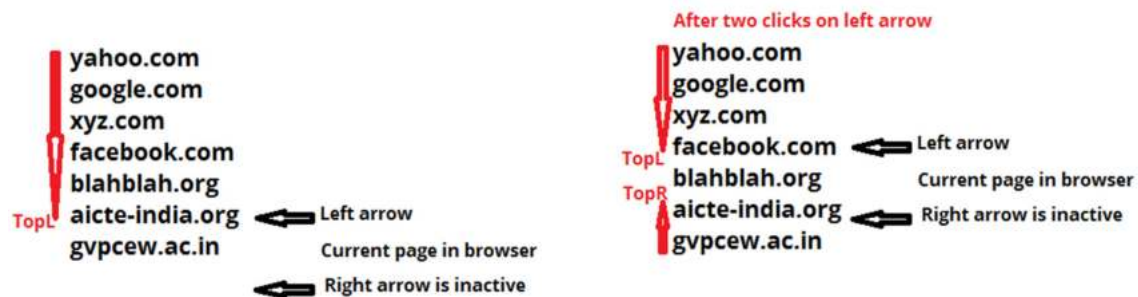 yahoo.com
google.com
xyz.com
facebook.com
blahblah.org
TopL aicte-india.org Left arrow
gvpcew.ac.in Current page in browser
Right arrow is inactive
After two clicks on left arrow
yahoo.com
google.com
xyz.com
facebook.com Left arrow
TopL
blahblah.org Current page in browser
TopR
aicte-india.org Right arrow is inactive
gvpcew.ac.in